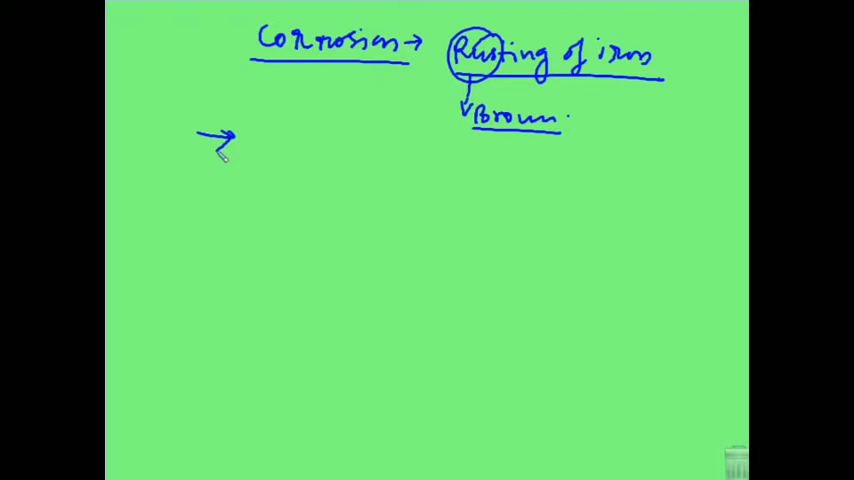 Corrosion → Rusting of iron
Brown.